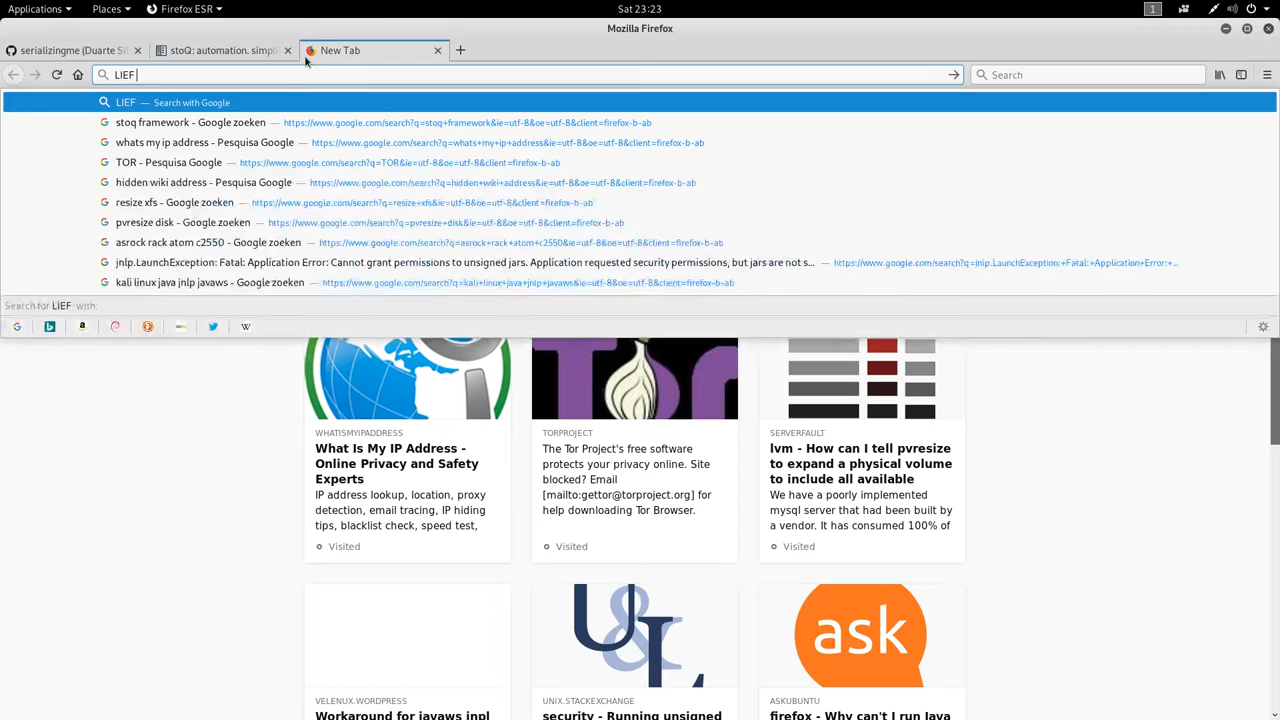 Applications Places Firefox ESR Sat 23:23 1
Mozilla Firefox
serializingme (Duarte Sil stoQ: automation. simpli New Tab
LIEF Search
LIEF — Search with Google
stoq framework - Google zoeken — https://www.google.com/search?q=stoq+framework&ie=utf-8&oe=utf-8&client=firefox-b-ab
whats my ip address - Pesquisa Google — https://www.google.com/search?q=whats+my+ip+address&ie=utf-8&oe=utf-8&client=firefox-b-ab
TOR - Pesquisa Google — https://www.google.com/search?q=TOR&ie=utf-8&oe=utf-8&client=firefox-b-ab
hidden wiki address - Pesquisa Google — https://www.google.com/search?q=hidden+wiki+address&ie=utf-8&oe=utf-8&client=firefox-b-ab
resize xfs - Google zoeken — https://www.google.com/search?q=resize+xfs&ie=utf-8&oe=utf-8&client=firefox-b-ab
pvresize disk - Google zoeken — https://www.google.com/search?q=pvresize+disk&ie=utf-8&oe=utf-8&client=firefox-b-ab
asrock rack atom c2550 - Google zoeken — https://www.google.com/search?q=asrock+rack+atom+c2550&ie=utf-8&oe=utf-8&client=firefox-b-ab
jnlp.LaunchException: Fatal: Application Error: Cannot grant permissions to unsigned jars. Application requested security permissions, but jars are not s... — https://www.google.com/search?q=jnlp.LaunchException:+Fatal:+Application+Error:+...
kali linux java jnlp javaws - Google zoeken — https://www.google.com/search?q=kali+linux+java+jnlp+javaws&ie=utf-8&oe=utf-8&client=firefox-b-ab
Search for LIEF with:
WHATISMYIPADDRESS
What Is My IP Address -
Online Privacy and Safety
Experts
IP address lookup, location, proxy
detection, email tracing, IP hiding
tips, blacklist check, speed test,
Visited
TORPROJECT
The Tor Project's free software
protects your privacy online. Site
blocked? Email
[mailto:gettor@torproject.org] for
help downloading Tor Browser.
Visited
SERVERFAULT
lvm - How can I tell pvresize
to expand a physical volume
to include all available
We have a poorly implemented
mysql server that had been built by
a vendor. It has consumed 100% of
Visited
VELENUX.WORDPRESS
Workaround for javaws jnpl
U&L
UNIX.STACKEXCHANGE
security - Running unsigned
ask
ASKUBUNTU
firefox - Why can't I run Java